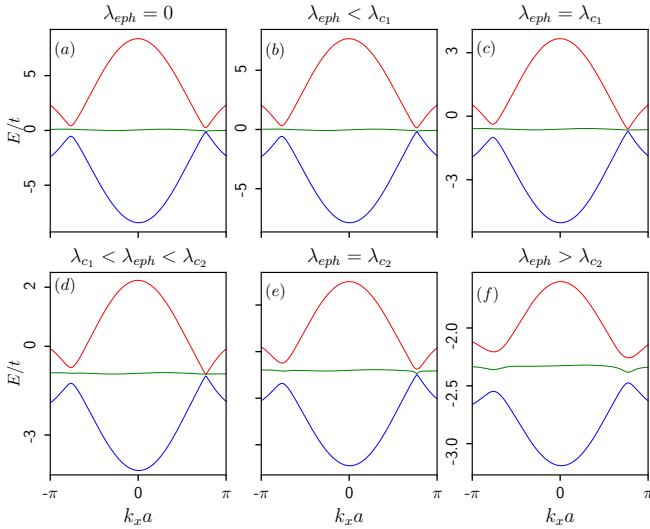 λ_eph = 0
λ_eph < λ_c₁
λ_eph = λ_c₁
(a)
(b)
(c)
E/t
5
0
-5
5
0
-5
3
0
-3
λ_c₁ < λ_eph < λ_c₂
λ_eph = λ_c₂
λ_eph > λ_c₂
(d)
(e)
(f)
E/t
2
0
-3
-2.0
-2.5
-3.0
-π 0 π
-π 0 π
-π 0 π
k_x a
k_x a
k_x a